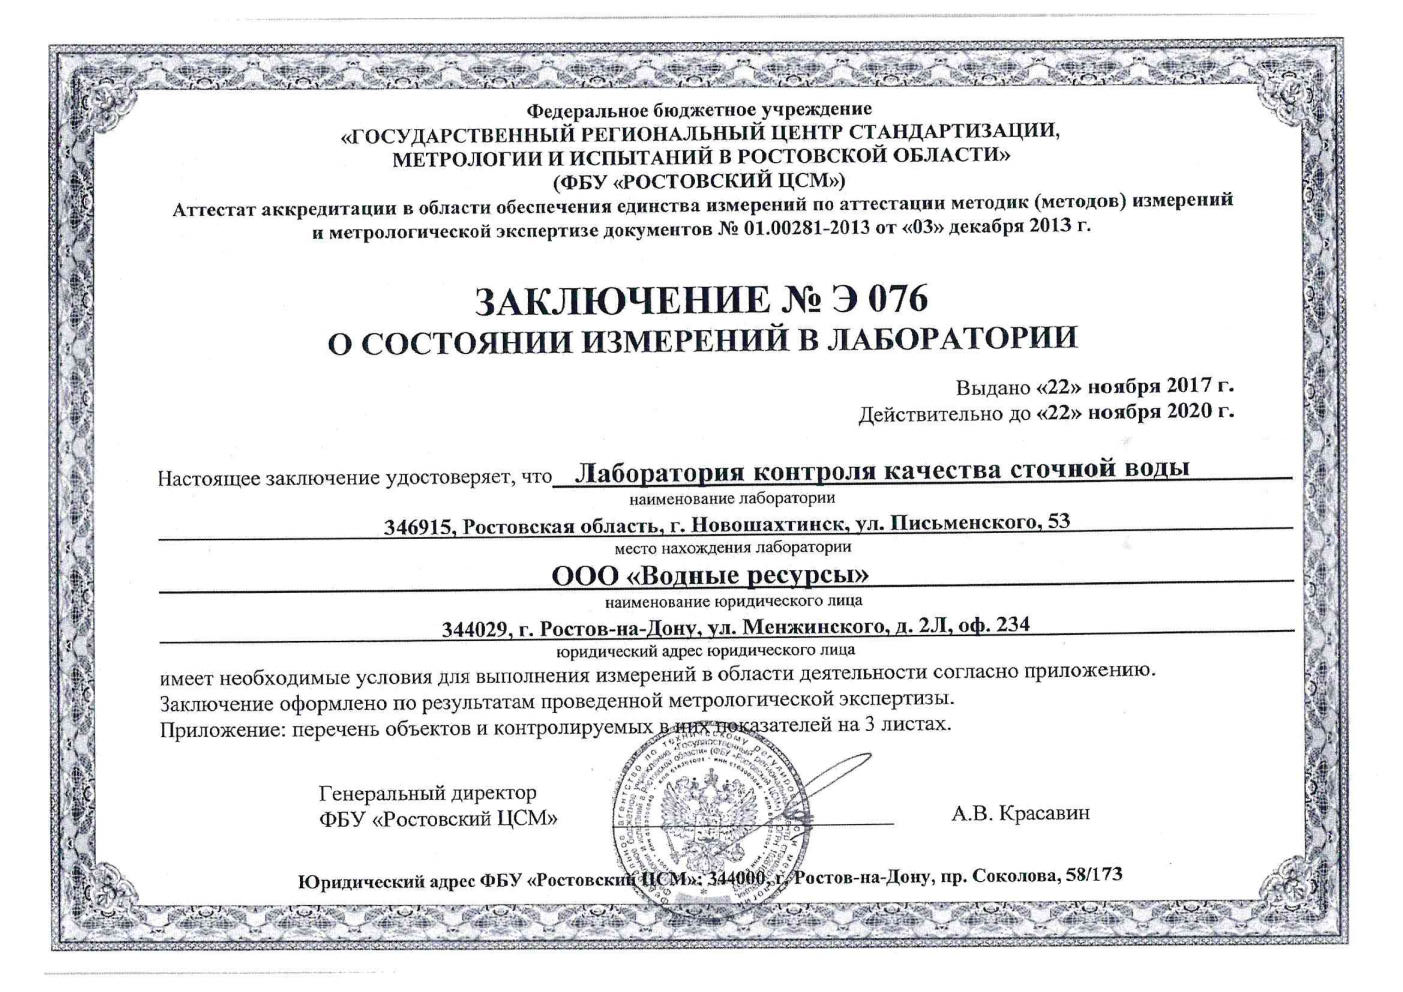 Федеральное бюджетное учреждение
«ГОСУДАРСТВЕННЫЙ РЕГИОНАЛЬНЫЙ ЦЕНТР СТАНДАРТИЗАЦИИ,
МЕТРОЛОГИИ И ИСПЫТАНИЙ В РОСТОВСКОЙ ОБЛАСТИ»
(ФБУ «РОСТОВСКИЙ ЦСМ»)
Аттестат аккредитации в области обеспечения единства измерений по аттестации методик (методов) измерений
и метрологической экспертизе документов № 01.00281-2013 от «03» декабря 2013 г.
ЗАКЛЮЧЕНИЕ № Э 076
О СОСТОЯНИИ ИЗМЕРЕНИЙ В ЛАБОРАТОРИИ
Выдано «22» ноября 2017 г.
Действительно до «22» ноября 2020 г.
Настоящее заключение удостоверяет, что Лаборатория контроля качества сточной воды
наименование лаборатории
346915, Ростовская область, г. Новошахтинск, ул. Письменского, 53
место нахождения лаборатории
ООО «Водные ресурсы»
наименование юридического лица
344029, г. Ростов-на-Дону, ул. Менжинского, д. 2Л, оф. 234
юридический адрес юридического лица
имеет необходимые условия для выполнения измерений в области деятельности согласно приложению.
Заключение оформлено по результатам проведенной метрологической экспертизы.
Приложение: перечень объектов и контролируемых в них показателей на 3 листах.
Генеральный директор
ФБУ «Ростовский ЦСМ»
А.В. Красавин
Юридический адрес ФБУ «Ростовский ЦСМ»: 344000, г. Ростов-на-Дону, пр. Соколова, 58/173